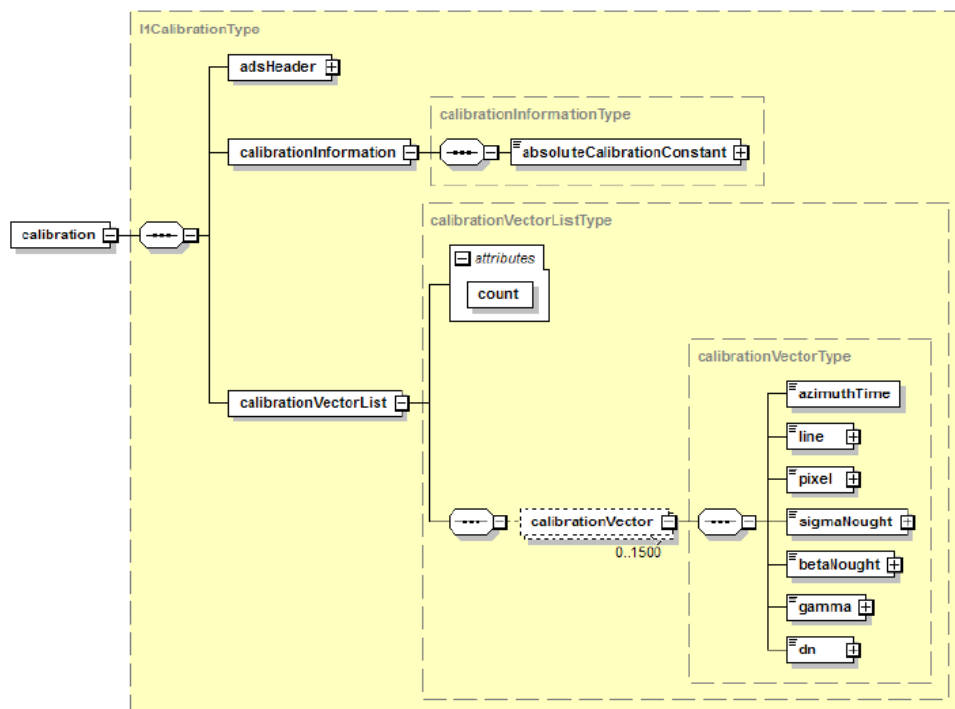 l1CalibrationType
adsHeader
calibrationInformationType
calibrationInformation
absoluteCalibrationConstant
calibrationVectorListType
calibration
attributes
count
calibrationVectorType
calibrationVectorList
azimuthTime
line
pixel
calibrationVector
sigmaNought
0..1500
betaNought
gamma
dn